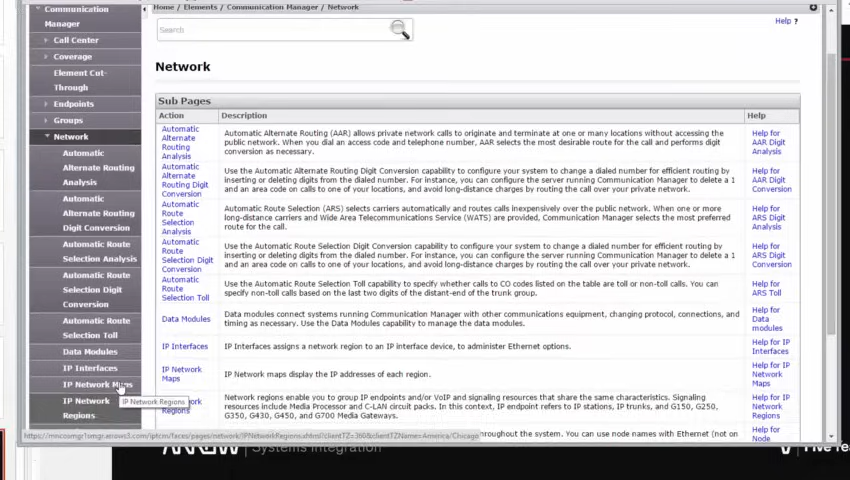 Communication
Manager
Call Center
Coverage
Element Cut-
Through
Endpoints
Groups
Network
Automatic
Alternate Routing
Analysis
Automatic
Alternate Routing
Digit Conversion
Automatic Route
Selection Analysis
Automatic Route
Selection Digit
Conversion
Automatic Route
Selection Toll
Data Modules
IP Interfaces
IP Network Maps
IP Network
Regions
IP Network Regions
Home / Elements / Communication Manager / Network
Help ?
Search
Network
Sub Pages
Action Description Help
Automatic
Alternate
Routing
Analysis
Automatic Alternate Routing (AAR) allows private network calls to originate and terminate at one or many locations without accessing the
public network. When you dial an access code and telephone number, AAR selects the most desirable route for the call and performs digit
conversion as necessary.
Help for
AAR Digit
Analysis
Automatic
Alternate
Routing Digit
Conversion
Use the Automatic Alternate Routing Digit Conversion capability to configure your system to change a dialed number for efficient routing by
inserting or deleting digits from the dialed number. For instance, you can configure the server running Communication Manager to delete a 1
and an area code on calls to one of your locations, and avoid long-distance charges by routing the call over your private network.
Help for
AAR Digit
Conversion
Automatic
Route
Selection
Analysis
Automatic Route Selection (ARS) selects carriers automatically and routes calls inexpensively over the public network. When one or more
long-distance carriers and Wide Area Telecommunications Service (WATS) are provided, Communication Manager selects the most preferred
route for the call.
Help for
ARS Digit
Analysis
Automatic
Route
Selection Digit
Conversion
Use the Automatic Route Selection Digit Conversion capability to configure your system to change a dialed number for efficient routing by
inserting or deleting digits from the dialed number. For instance, you can configure the server running Communication Manager to delete a 1
and an area code on calls to one of your locations, and avoid long-distance charges by routing the call over your private network.
Help for
ARS Digit
Conversion
Automatic
Route
Selection Toll
Use the Automatic Route Selection Toll capability to specify whether calls to CO codes listed on the table are toll or non-toll calls. You can
specify non-toll calls based on the last two digits of the distant-end of the trunk group.
Help for
ARS Toll
Data Modules
Data modules connect systems running Communication Manager with other communications equipment, changing protocol, connections, and
timing as necessary. Use the Data Modules capability to manage the data modules.
Help for
Data
modules
IP Interfaces
IP Interfaces assigns a network region to an IP interface device, to administer Ethernet options.
Help for IP
Interfaces
IP Network
Maps
IP Network maps display the IP addresses of each region.
Help for IP
Network
Maps
Regions
Network regions enable you to group IP endpoints and/or VoIP and signaling resources that share the same characteristics. Signaling
resources include Media Processor and C-LAN circuit packs. In this context, IP endpoint refers to IP stations, IP trunks, and G150, G250,
G350, G430, G450, and G700 Media Gateways.
Help for IP
Network
Regions
throughout the system. You can use node names with Ethernet (not on
Help for
Node
Systems Integration